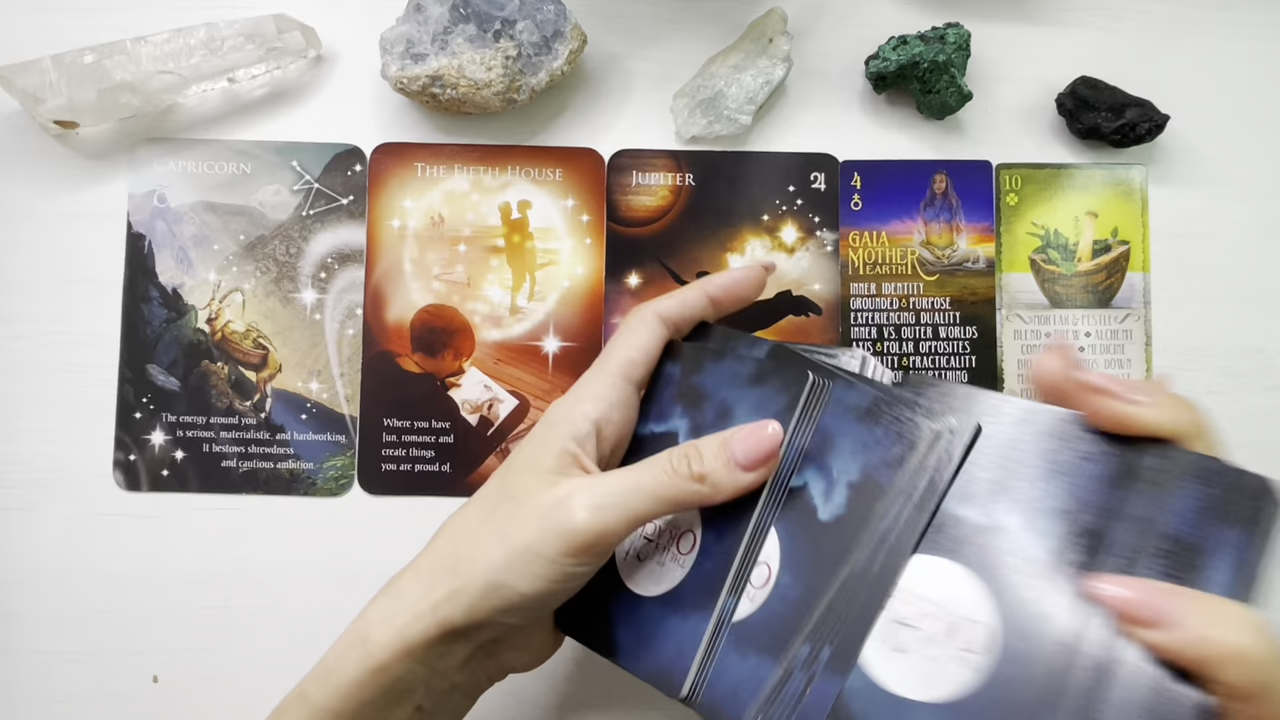 CAPRICORN
The energy around you
is serious, materialistic, and hardworking.
It bestows shrewdness
and cautious ambition.
THE FIFTH HOUSE
Where you have
fun, romance and
create things
you are proud of.
JUPITER
4
GAIA
MOTHER
EARTH
INNER IDENTITY
GROUNDED PURPOSE
EXPERIENCING DUALITY
INNER VS. OUTER WORLDS
AXIS POLAR OPPOSITES
PRACTICALITY
OF EVERYTHING
10
MORTAR & PESTLE
BLEND BREW ALCHEMY
MEDICINE
DOWN
THE
ORACLE